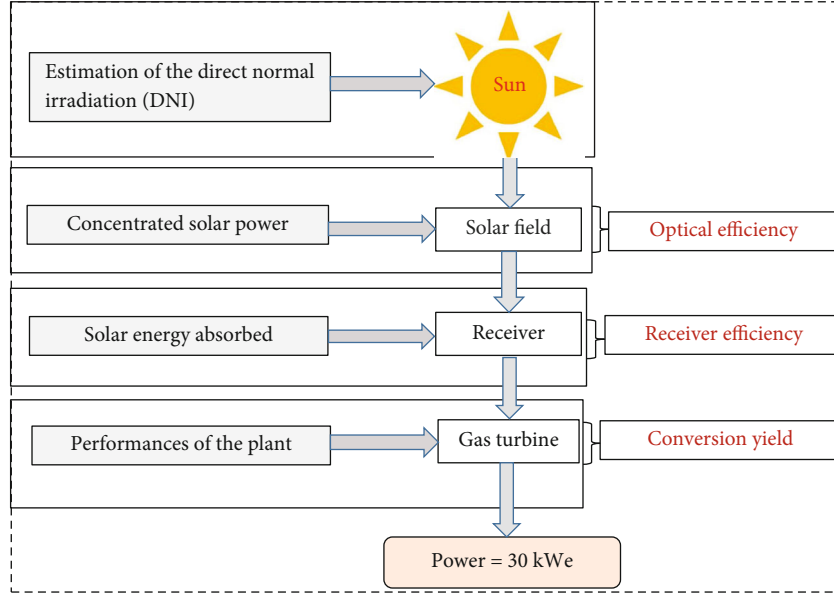 Estimation of the direct normal
irradiation (DNI)
Sun
Concentrated solar power
Solar field
Optical efficiency
Solar energy absorbed
Receiver
Receiver efficiency
Performances of the plant
Gas turbine
Conversion yield
Power = 30 kWe